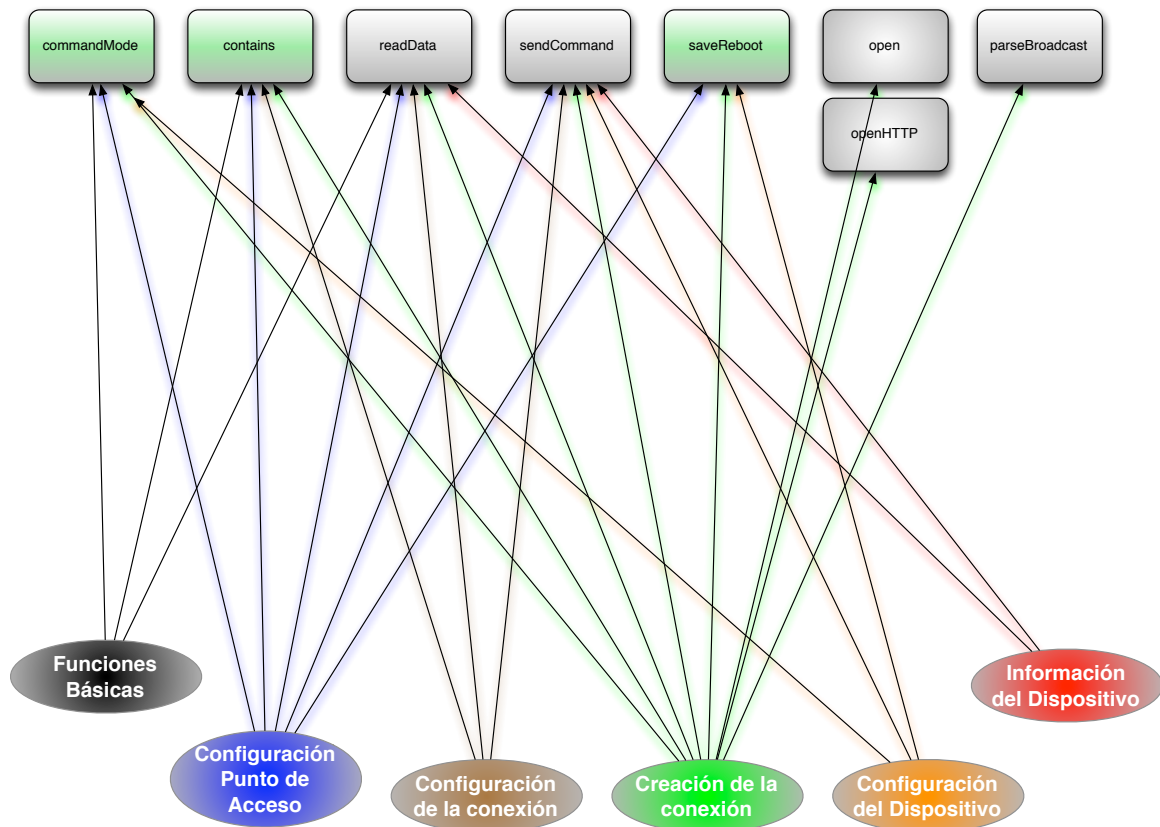 commandMode
contains
readData
sendCommand
saveReboot
open
parseBroadcast
openHTTP
Funciones
Básicas
Información
del Dispositivo
Configuración
Punto de
Acceso
Configuración
de la conexión
Creación de la
conexión
Configuración
del Dispositivo